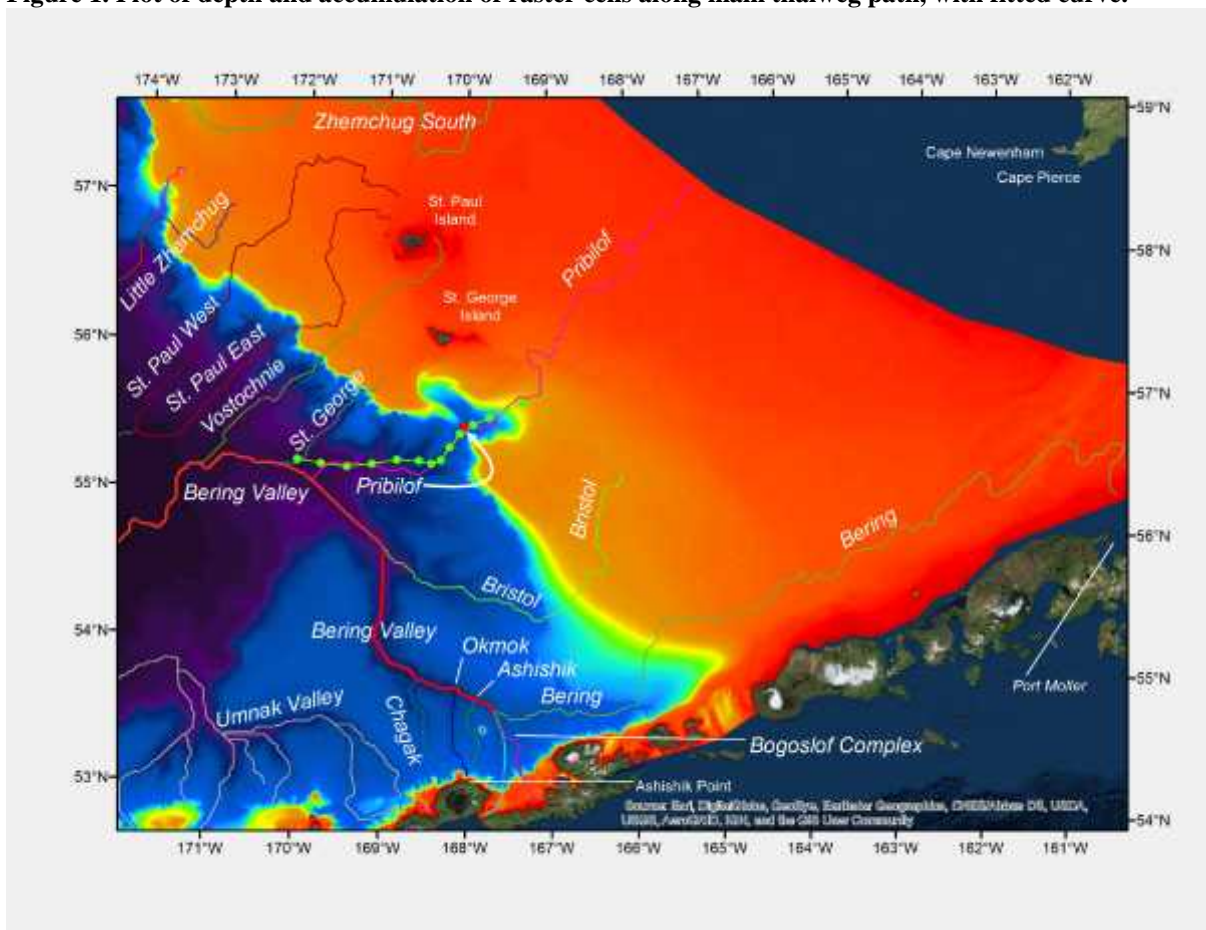 Figure 1. Plot of depth and accumulation of raster cells along main thalweg path, with fitted curve.
174°W 173°W 172°W 171°W 170°W 169°W 168°W 167°W 166°W 165°W 164°W 163°W 162°W
59°N
Zhemchug South
Cape Newenham
Cape Pierce
57°N
St. Paul
Island
Little Zhemchug
Pribilof
58°N
St. George
Island
56°N
St. Paul West
St. Paul East
Vostochnie
St. George
57°N
55°N
Bering Valley
Pribilof
Bristol
Bering
56°N
Bristol
54°N
Bering Valley
Okmok
Ashishik
Port Moller
55°N
Umnak Valley
Chagak
Bering
Bogoslof Complex
53°N
Ashishik Point
Source: Esri, DigitalGlobe, GeoEye, Earthstar Geographics, CNES/Airbus DS, USDA,
USGS, AeroGRID, IGN, and the GIS User Community
54°N
171°W 170°W 169°W 168°W 167°W 166°W 165°W 164°W 163°W 162°W 161°W